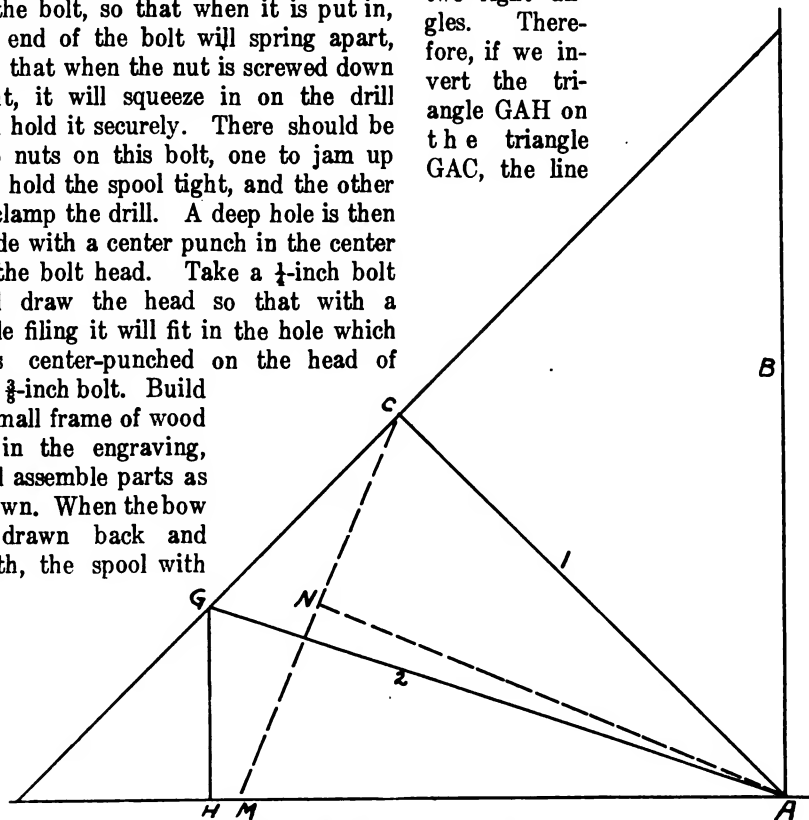 the bolt, so that when it is put in,
end of the bolt will spring apart,
that when the nut is screwed down
t, it will squeeze in on the drill
hold it securely. There should be
nuts on this bolt, one to jam up
hold the spool tight, and the other
clamp the drill. A deep hole is then
de with a center punch in the center
the bolt head. Take a ¼-inch bolt
draw the head so that with a
le filing it will fit in the hole which
s center-punched on the head of
⅜-inch bolt. Build
mall frame of wood
in the engraving,
l assemble parts as
wn. When the bow
drawn back and
th, the spool with
gles. There-
fore, if we in-
vert the tri-
angle GAH on
the triangle
GAC, the line
B
C
1
G
N
2
H M
A